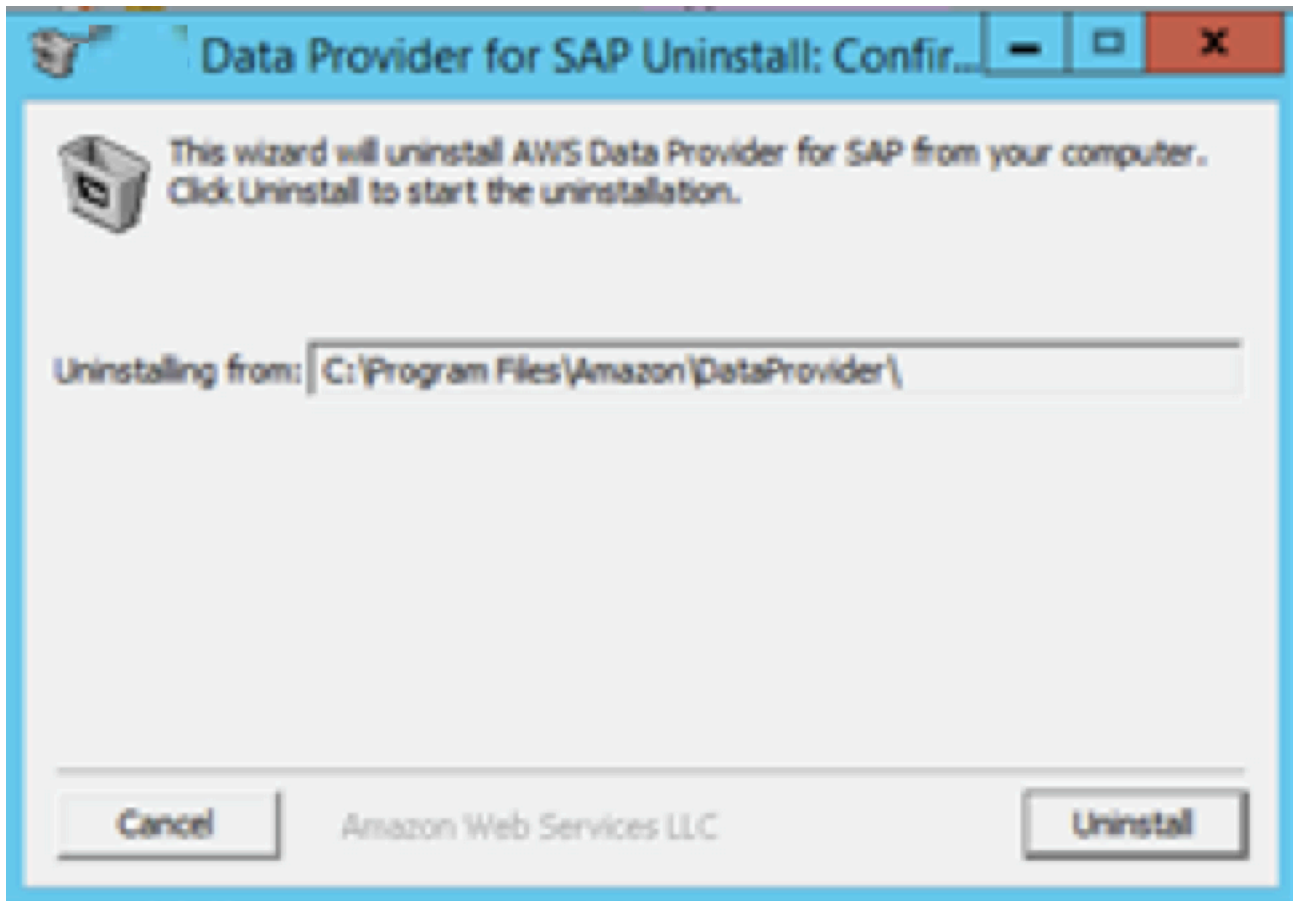 Data Provider for SAP Uninstall: Confir...
This wizard will uninstall AWS Data Provider for SAP from your computer.
Click Uninstall to start the uninstallation.
Uninstalling from: C:\Program Files\Amazon\DataProvider\
Cancel Amazon Web Services LLC Uninstall